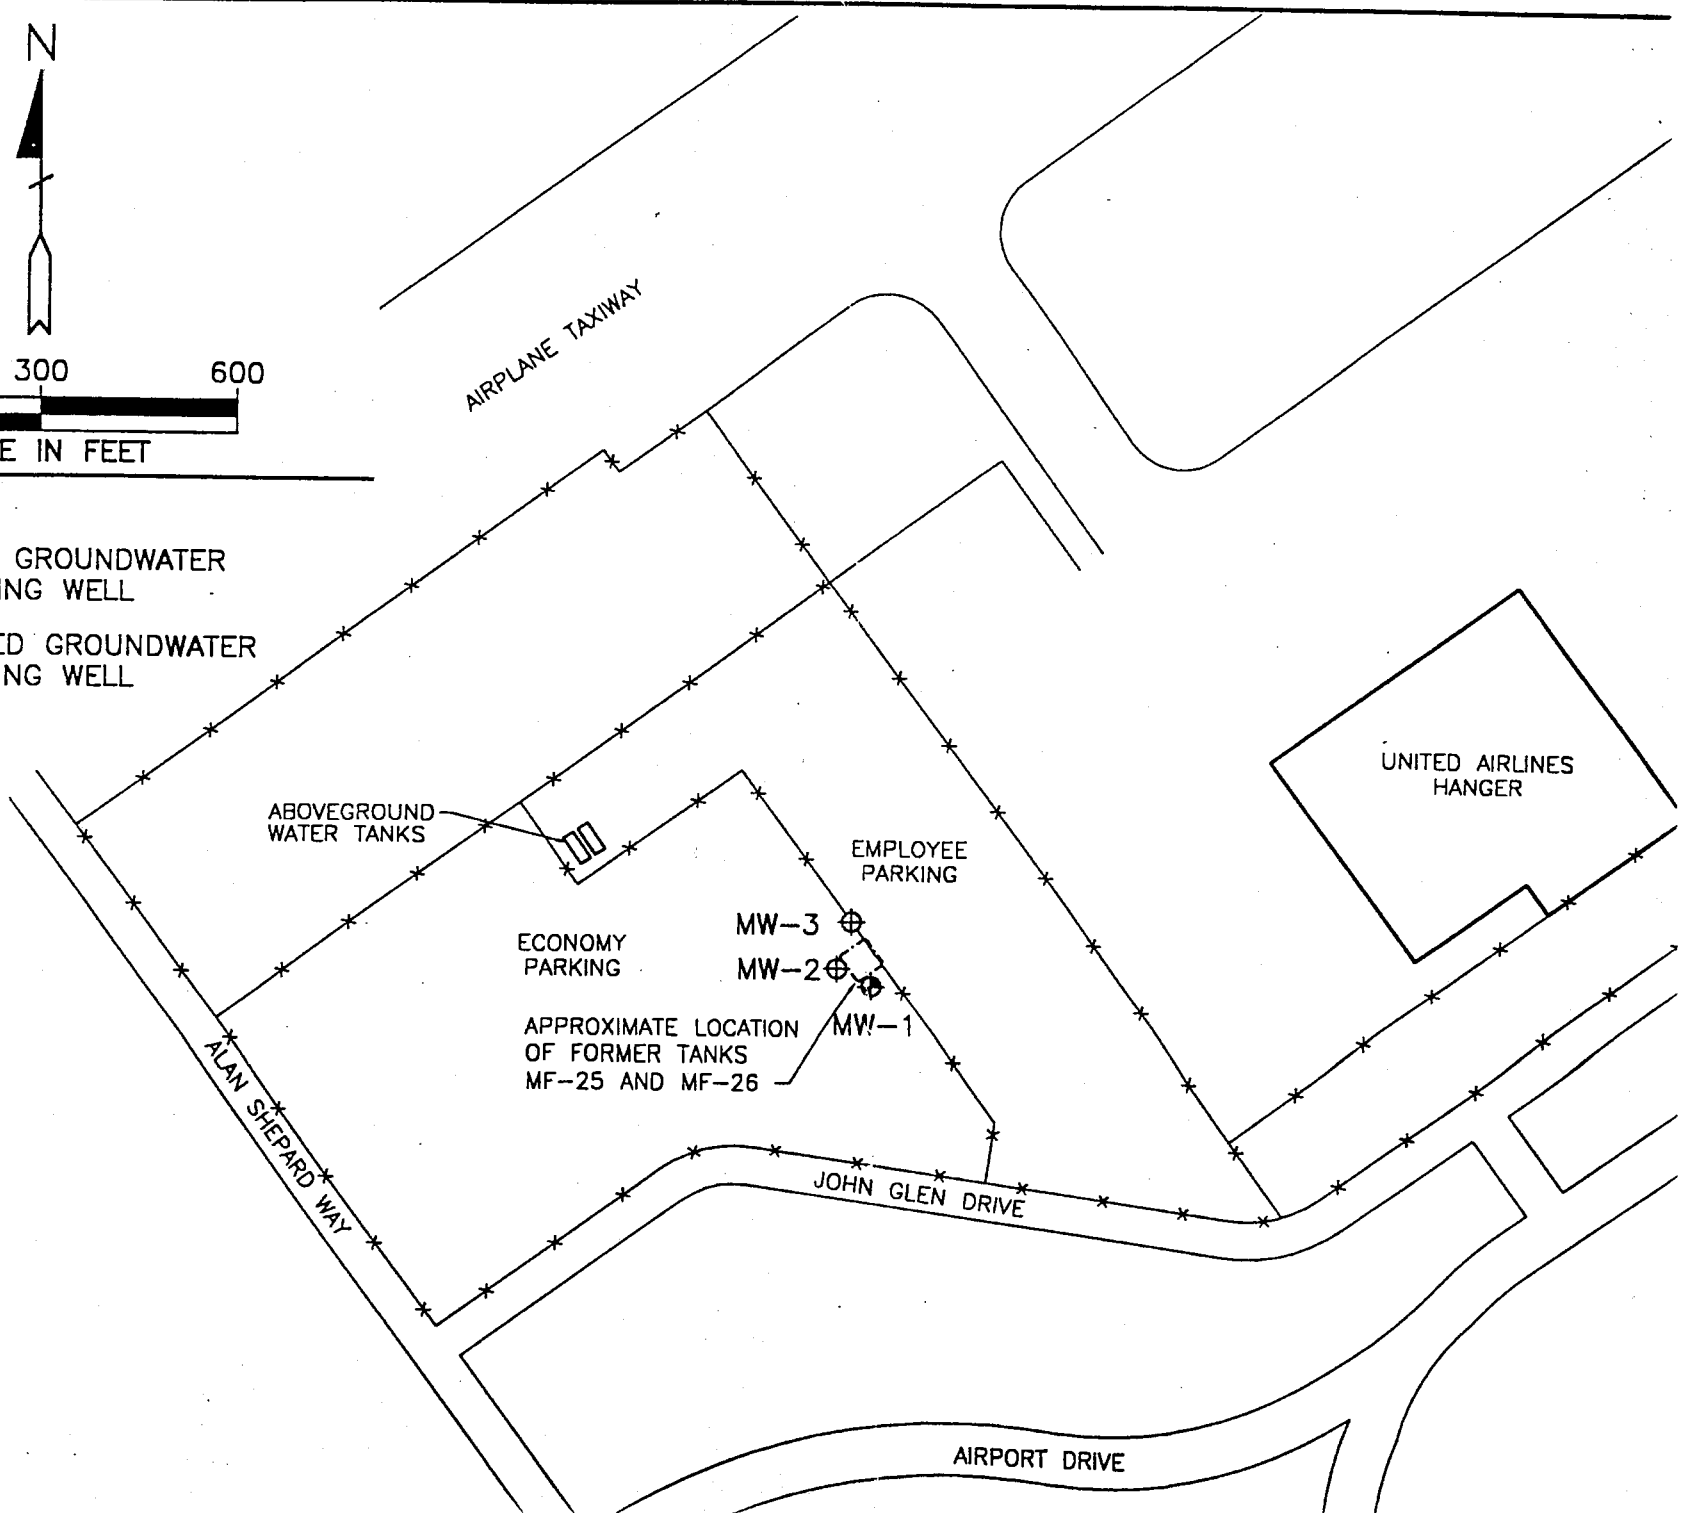 N
300 600
E IN FEET
GROUNDWATER
ING WELL
ED GROUNDWATER
NG WELL
AIRPLANE TAXIWAY
ABOVEGROUND
WATER TANKS
UNITED AIRLINES
HANGER
EMPLOYEE
PARKING
ECONOMY
PARKING
MW-3
MW-2
MW-1
APPROXIMATE LOCATION
OF FORMER TANKS
MF-25 AND MF-26
ALAN SHEPARD WAY
JOHN GLEN DRIVE
AIRPORT DRIVE